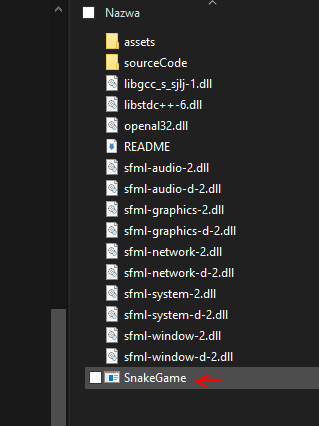 Nazwa
assets
sourceCode
libgcc_s_sjlj-1.dll
libstdc++-6.dll
openal32.dll
README
sfml-audio-2.dll
sfml-audio-d-2.dll
sfml-graphics-2.dll
sfml-graphics-d-2.dll
sfml-network-2.dll
sfml-network-d-2.dll
sfml-system-2.dll
sfml-system-d-2.dll
sfml-window-2.dll
sfml-window-d-2.dll
SnakeGame